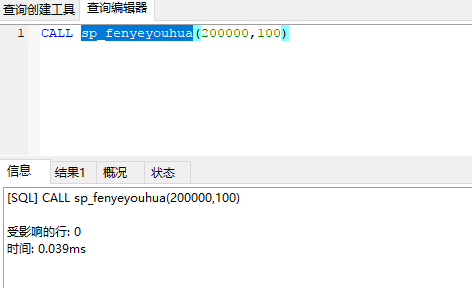 查询创建工具 查询编辑器
1 CALL sp_fenyeyouhua(200000,100)
信息 结果1 概况 状态
[SQL] CALL sp_fenyeyouhua(200000,100)
受影响的行: 0
时间: 0.039ms